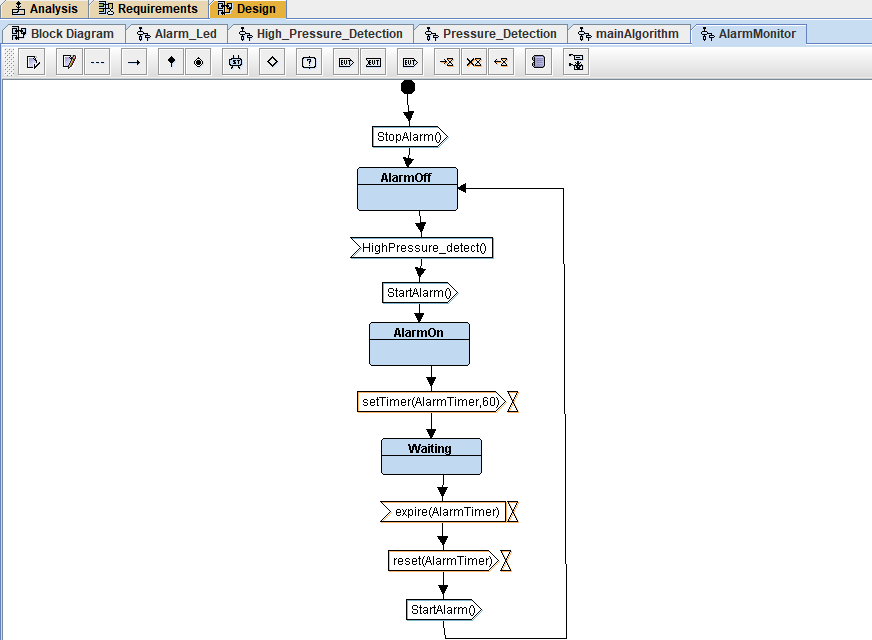 Analysis Requirements Design
Block Diagram Alarm_Led High_Pressure_Detection Pressure_Detection mainAlgorithm AlarmMonitor
StopAlarm()
AlarmOff
HighPressure_detect()
StartAlarm()
AlarmOn
setTimer(AlarmTimer,60)
Waiting
expire(AlarmTimer)
reset(AlarmTimer)
StartAlarm()